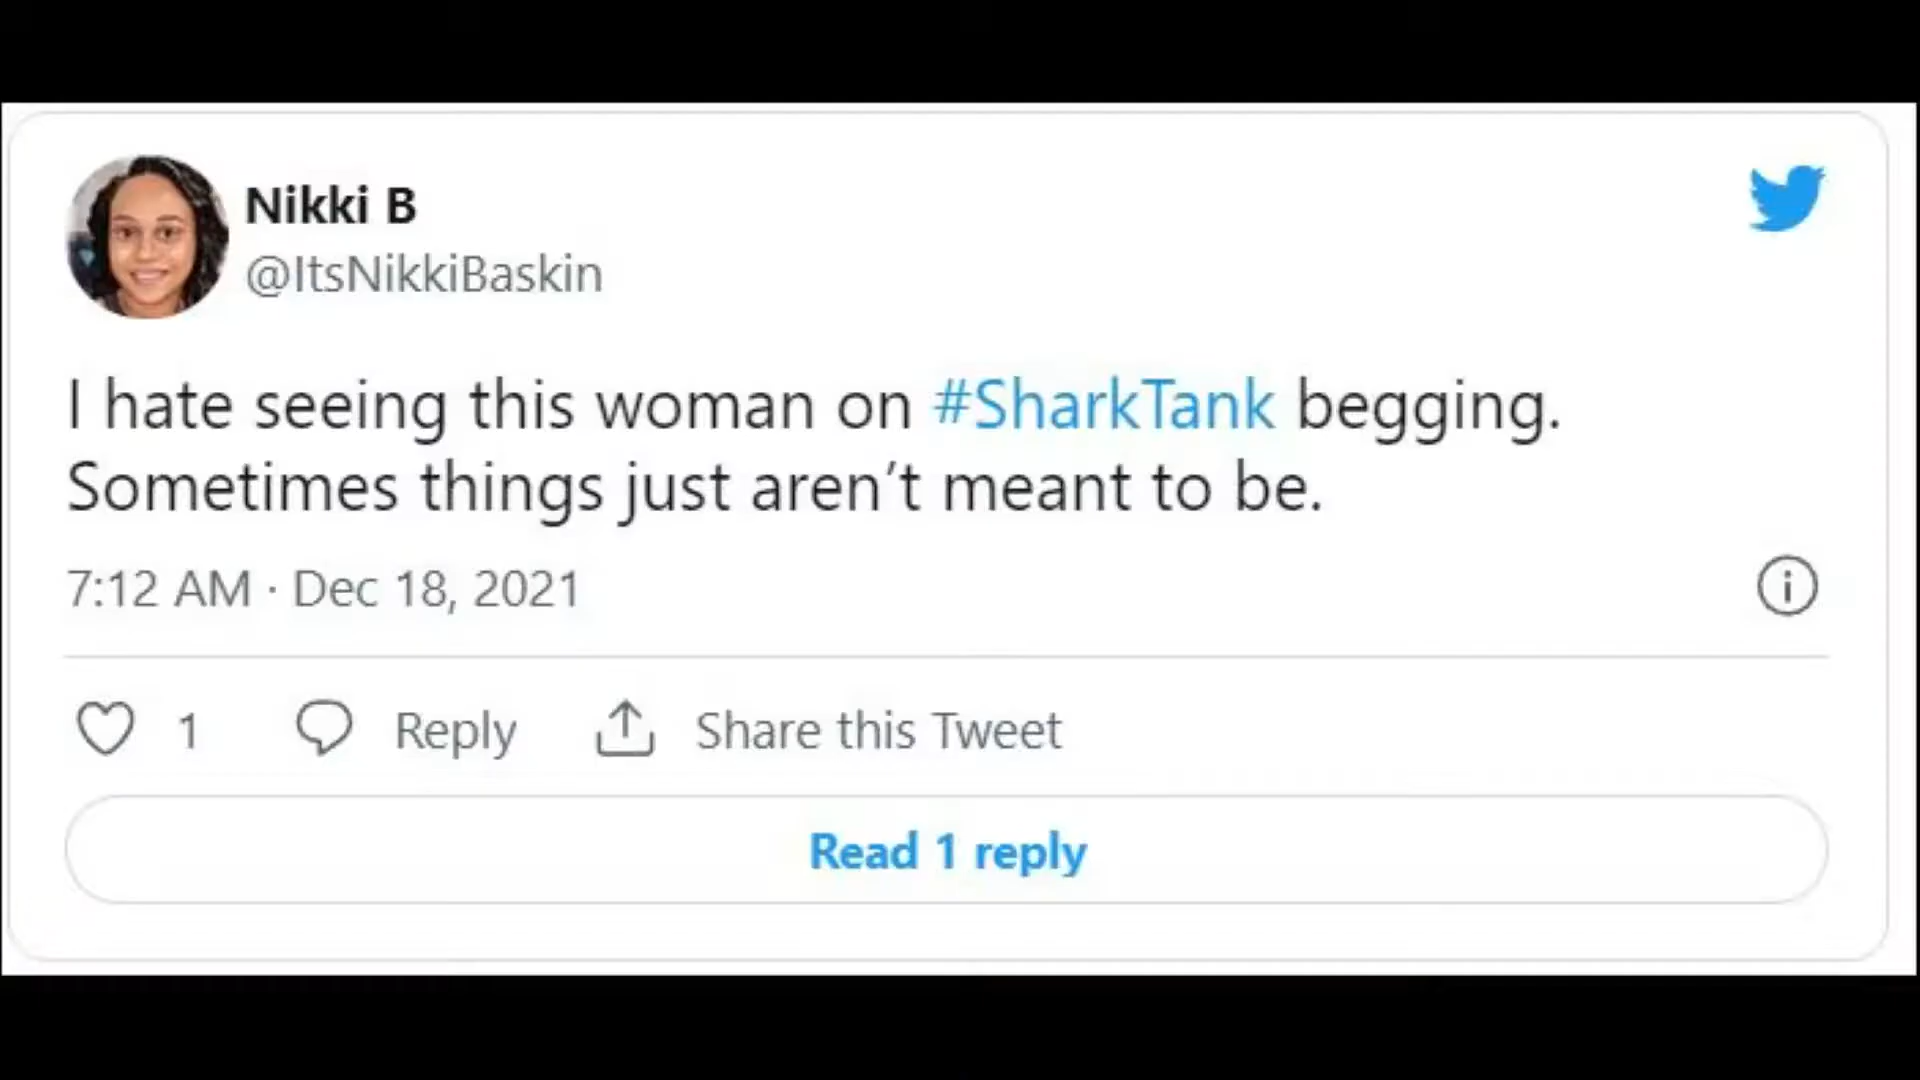 Nikki B
@ItsNikkiBaskin
I hate seeing this woman on #SharkTank begging.
Sometimes things just aren’t meant to be.
7:12 AM · Dec 18, 2021
1 Reply Share this Tweet
Read 1 reply